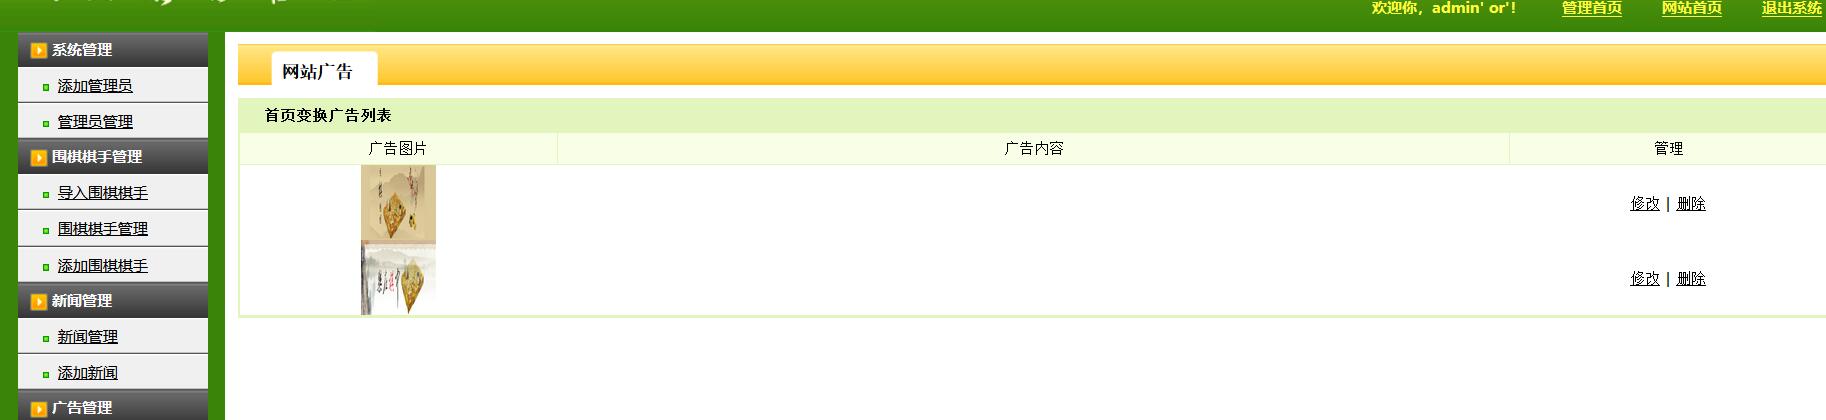 欢迎你，admin' or'! 管理首页 网站首页 退出系统
系统管理
添加管理员
管理员管理
围棋棋手管理
导入围棋棋手
围棋棋手管理
添加围棋棋手
新闻管理
新闻管理
添加新闻
广告管理
网站广告
首页变换广告列表
广告图片 广告内容 管理
修改 | 删除
修改 | 删除